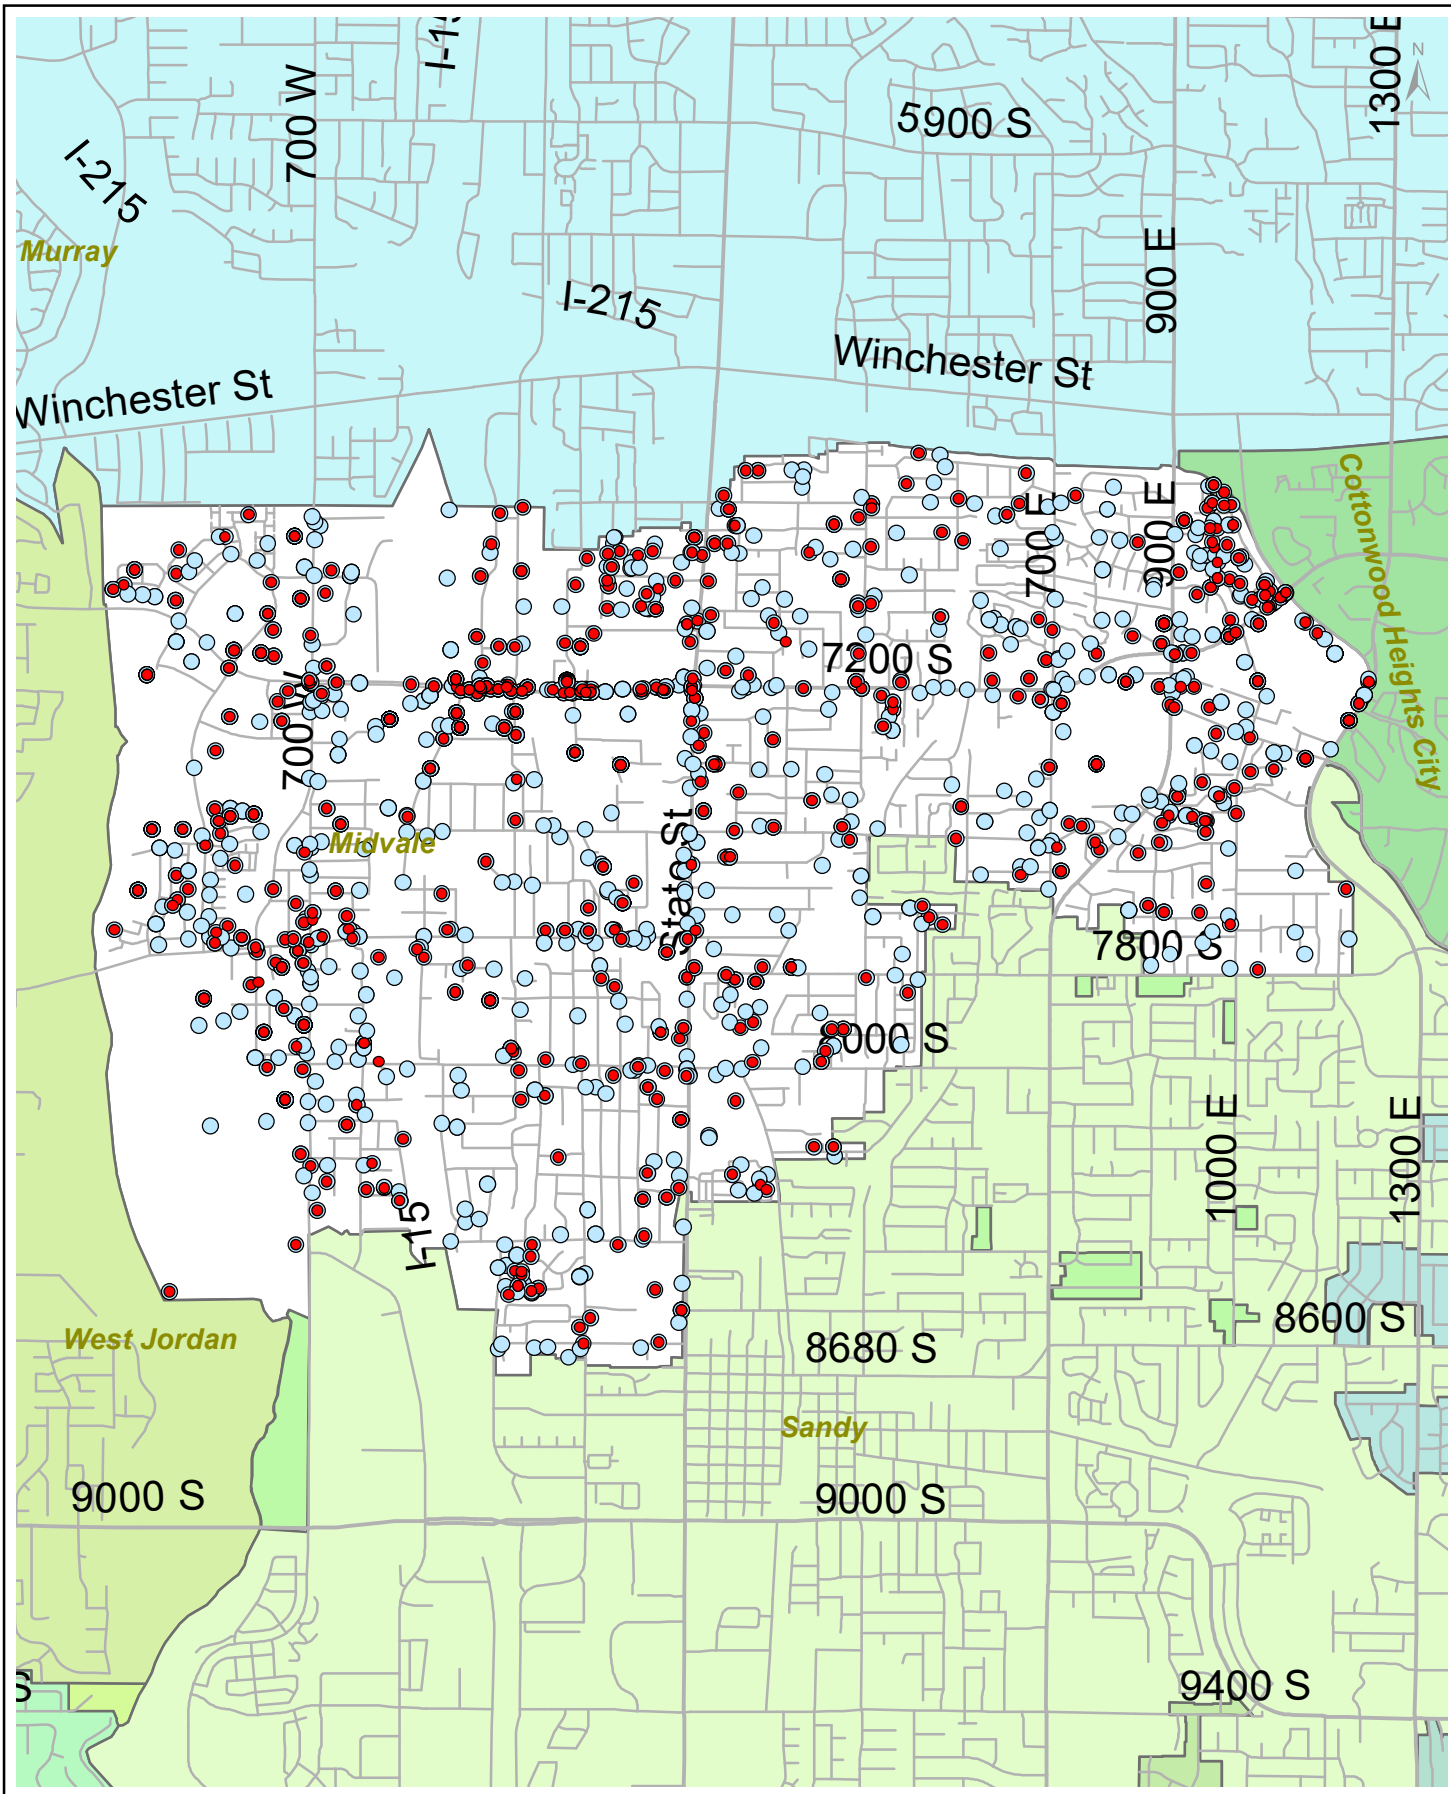 I-15
1300 E
N
700 W
5900 S
I-215
Murray
900 E
I-215
Winchester St
Winchester St
Cottonwood Heights City
700 E
900 E
7200 S
700 W
Midvale
State St
7800 S
8000 S
1000 E
1300 E
I-15
8600 S
West Jordan
8680 S
Sandy
9000 S
9000 S
S
9400 S